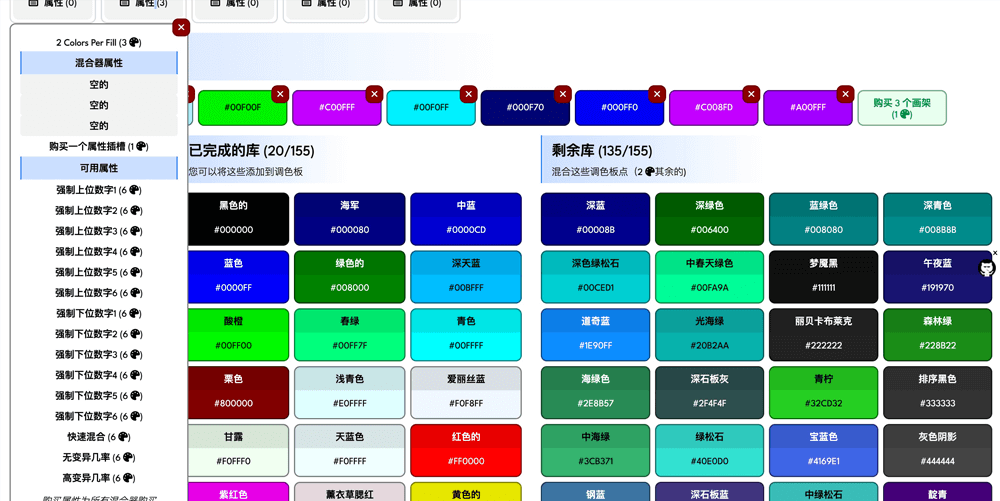 属性 (0)
属性 (3)
属性 (0)
属性 (0)
属性 (0)
2 Colors Per Fill (3)
混合器属性
空的
空的
空的
购买一个属性插槽 (1)
可用属性
强制上位数字1 (6)
强制上位数字2 (6)
强制上位数字3 (6)
强制上位数字4 (6)
强制上位数字5 (6)
强制上位数字6 (6)
强制下位数字1 (6)
强制下位数字2 (6)
强制下位数字3 (6)
强制下位数字4 (6)
强制下位数字5 (6)
强制下位数字6 (6)
快速混合 (6)
无变异几率 (6)
高变异几率 (6)
#00F00F
#C00FFF
#00F0FF
#000F70
#000FF0
#C008FD
#A00FFF
购买 3 个画架
(1)
已完成的库 (20/155)
您可以将这些添加到调色板
黑色的
#000000
海军
#000080
中蓝
#0000CD
蓝色
#0000FF
绿色的
#008000
深天蓝
#00BFFF
酸橙
#00FF00
春绿
#00FF7F
青色
#00FFFF
栗色
#800000
浅青色
#E0FFFF
爱丽丝蓝
#F0F8FF
甘露
#F0FFF0
天蓝色
#F0FFFF
红色的
#FF0000
紫红色
薰衣草腮红
黄色的
剩余库 (135/155)
混合这些调色板点（2 其余的)
深蓝
#00008B
深绿色
#006400
蓝绿色
#008080
深青色
#008B8B
深色绿松石
#00CED1
中春天绿色
#00FA9A
梦魇黑
#111111
午夜蓝
#191970
道奇蓝
#1E90FF
光海绿
#20B2AA
丽贝卡布莱克
#222222
森林绿
#228B22
海绿色
#2E8B57
深石板灰
#2F4F4F
青柠
#32CD32
排序黑色
#333333
中海绿
#3CB371
绿松石
#40E0D0
宝蓝色
#4169E1
灰色阴影
#444444
钢蓝
深石板蓝
中绿松石
靛青